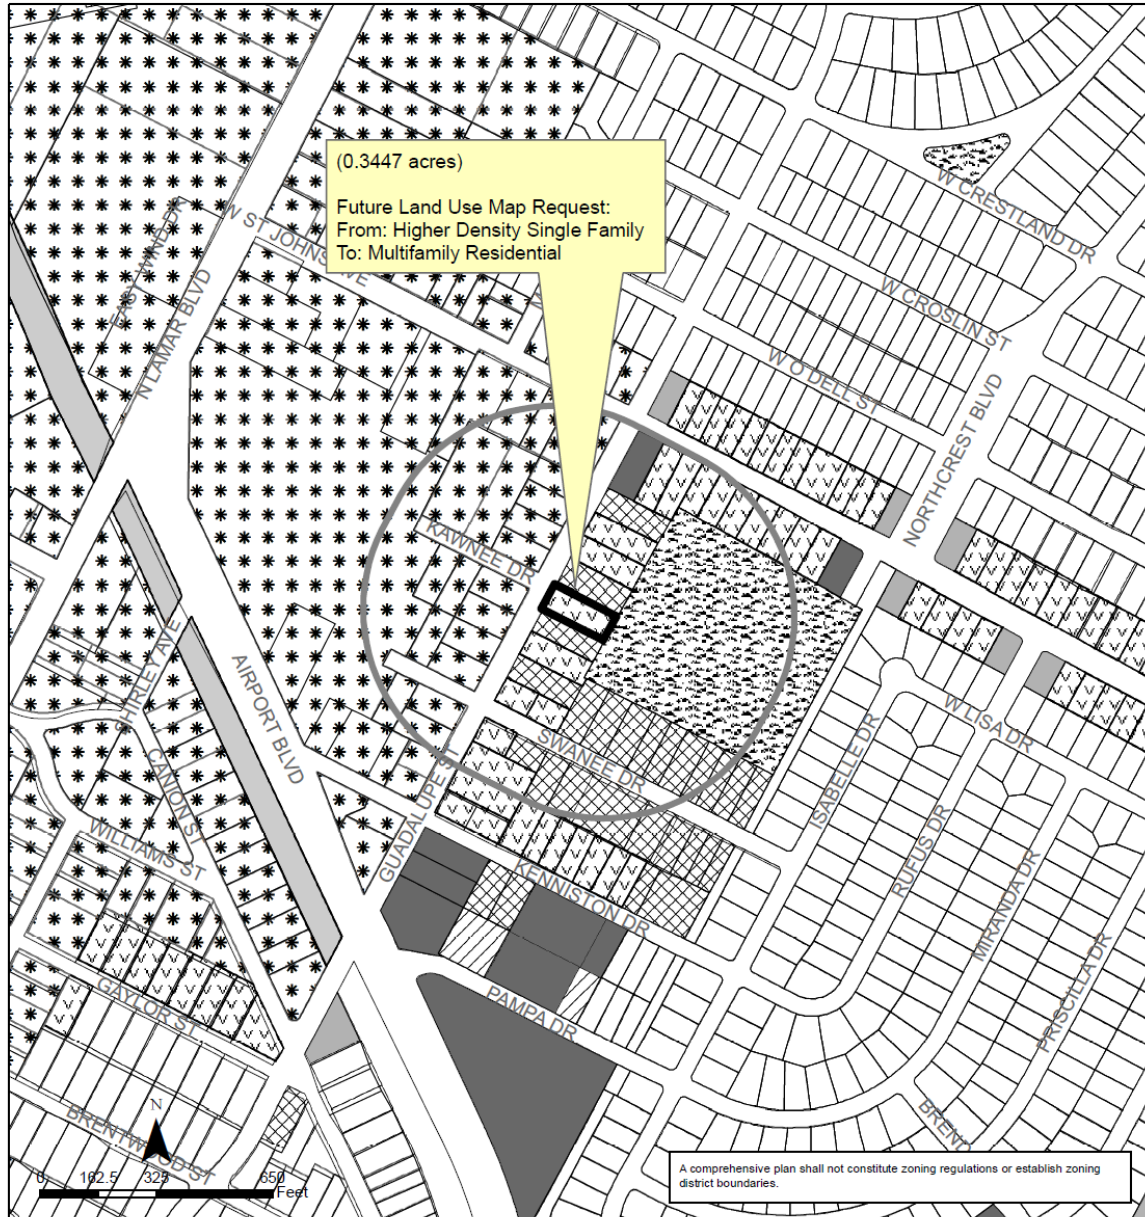 (0.3447 acres)
Future Land Use Map Request:
From: Higher Density Single Family
To: Multifamily Residential
W CRESTLAND DR
EAST WIND DR
N LAMAR BLVD
W ST JOHNS AVE
W CROSLIN ST
W O DELL ST
NORTHCREST BLVD
KAWNEE DR
SHIRLEY AVE
AIRPORT BLVD
CANION ST
WILLIAMS ST
GUADALUPE ST
SWANEE DR
ISABELLE DR
W LISA DR
RUFUS DR
MIRANDA DR
PRISCILLA DR
KENNISTON DR
PAMPA DR
GAYLOR ST
BRENTWOOD ST
BREND
N
0 162.5 325 650
Feet
A comprehensive plan shall not constitute zoning regulations or establish zoning
district boundaries.